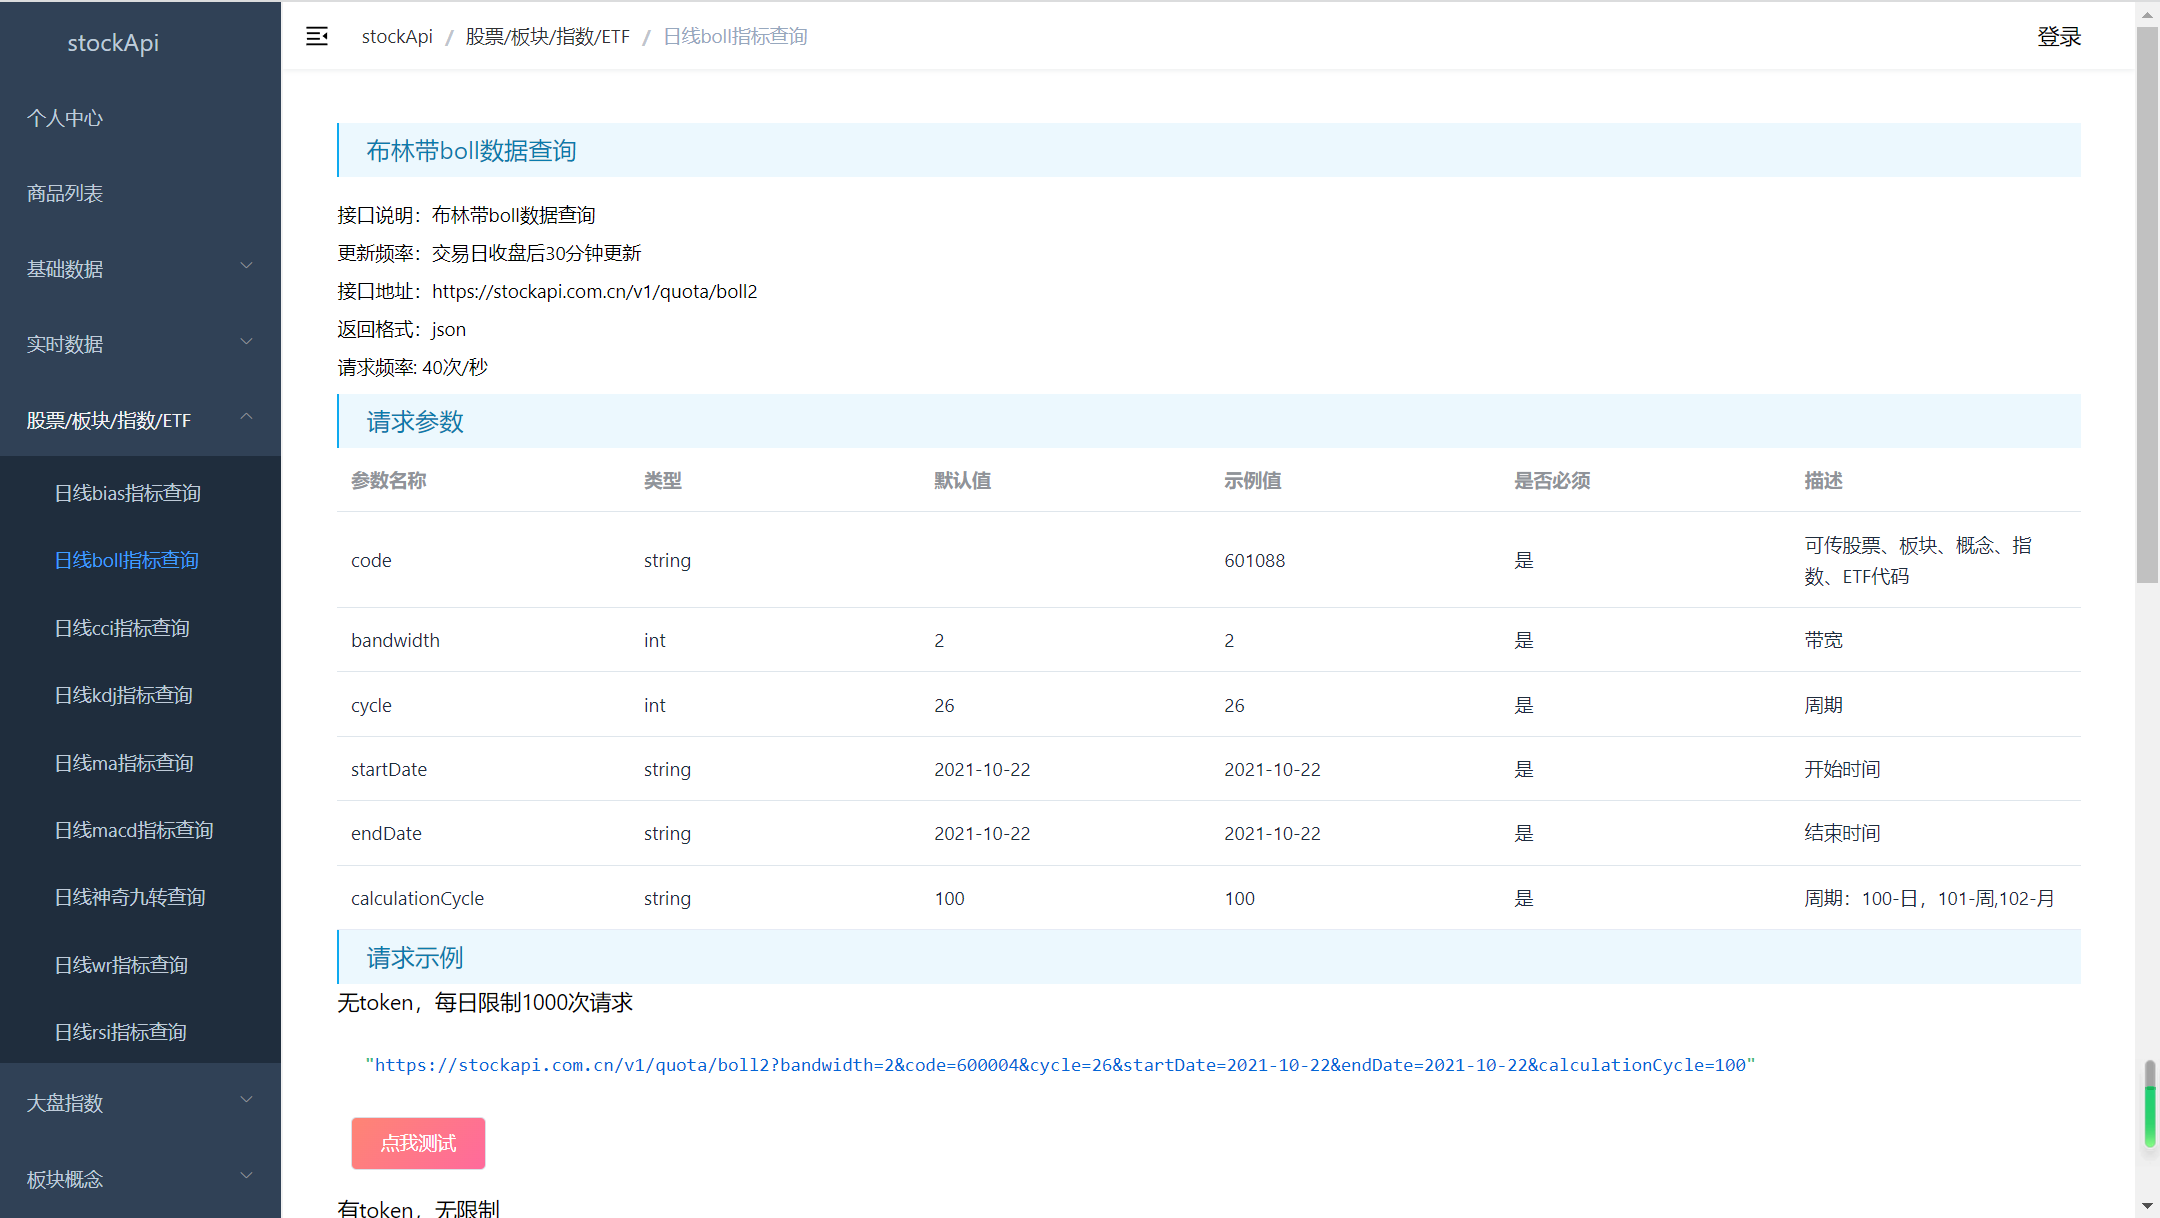 stockApi
个人中心
商品列表
基础数据
实时数据
股票/板块/指数/ETF
日线bias指标查询
日线boll指标查询
日线cci指标查询
日线kdj指标查询
日线ma指标查询
日线macd指标查询
日线神奇九转查询
日线wr指标查询
日线rsi指标查询
大盘指数
板块概念
stockApi / 股票/板块/指数/ETF / 日线boll指标查询
登录
布林带boll数据查询
接口说明：布林带boll数据查询
更新频率：交易日收盘后30分钟更新
接口地址：https://stockapi.com.cn/v1/quota/boll2
返回格式：json
请求频率: 40次/秒
请求参数
参数名称 类型 默认值 示例值 是否必须 描述
code string 601088 是 可传股票、板块、概念、指
数、ETF代码
bandwidth int 2 2 是 带宽
cycle int 26 26 是 周期
startDate string 2021-10-22 2021-10-22 是 开始时间
endDate string 2021-10-22 2021-10-22 是 结束时间
calculationCycle string 100 100 是 周期：100-日，101-周,102-月
请求示例
无token，每日限制1000次请求
"https://stockapi.com.cn/v1/quota/boll2?bandwidth=2&code=600004&cycle=26&startDate=2021-10-22&endDate=2021-10-22&calculationCycle=100"
点我测试
有token，无限制